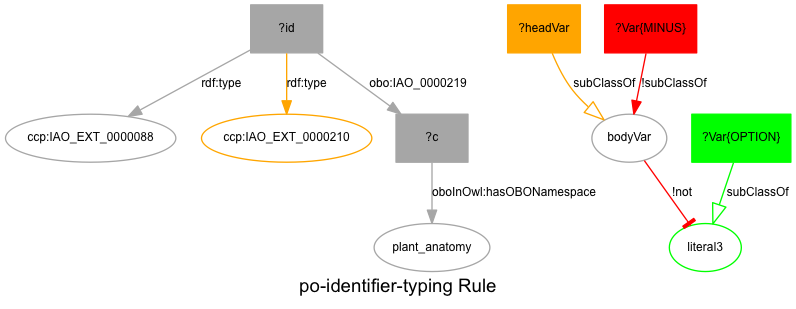 ?id
?headVar
?Var{MINUS}
rdf:type
rdf:type
obo:IAO_0000219
subClassOf
!subClassOf
ccp:IAO_EXT_0000088
ccp:IAO_EXT_0000210
?c
bodyVar
?Var{OPTION}
oboInOwl:hasOBONamespace
!not
subClassOf
plant_anatomy
literal3
po-identifier-typing Rule